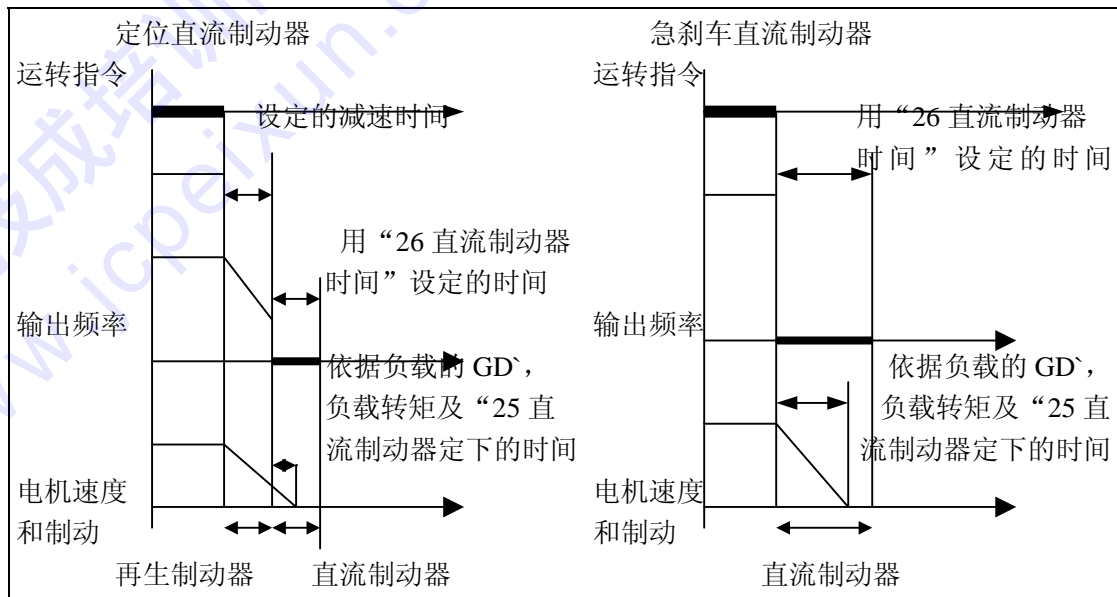 定位直流制动器
运转指令
设定的减速时间
用“26 直流制动器
时间”设定的时间
输出频率
依据负载的 GD`，
负载转矩及“25 直
流制动器定下的时间
电机速度
和制动
再生制动器
直流制动器
急刹车直流制动器
运转指令
用“26 直流制动器
时间”设定的时间
输出频率
依据负载的 GD`，
负载转矩及“25 直
流制动器定下的时间
电机速度
和制动
直流制动器
技成培训
www.jcpeixun.c